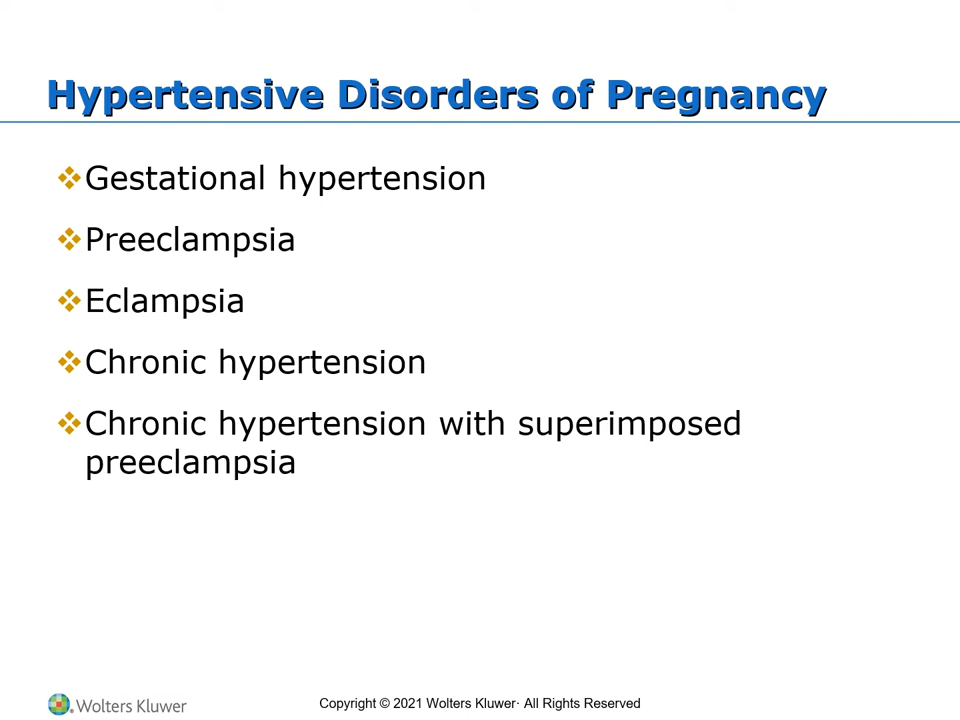 Hypertensive Disorders of Pregnancy
❖Gestational hypertension
❖Preeclampsia
❖Eclampsia
❖Chronic hypertension
❖Chronic hypertension with superimposed
preeclampsia
Wolters Kluwer
Copyright © 2021 Wolters Kluwer· All Rights Reserved